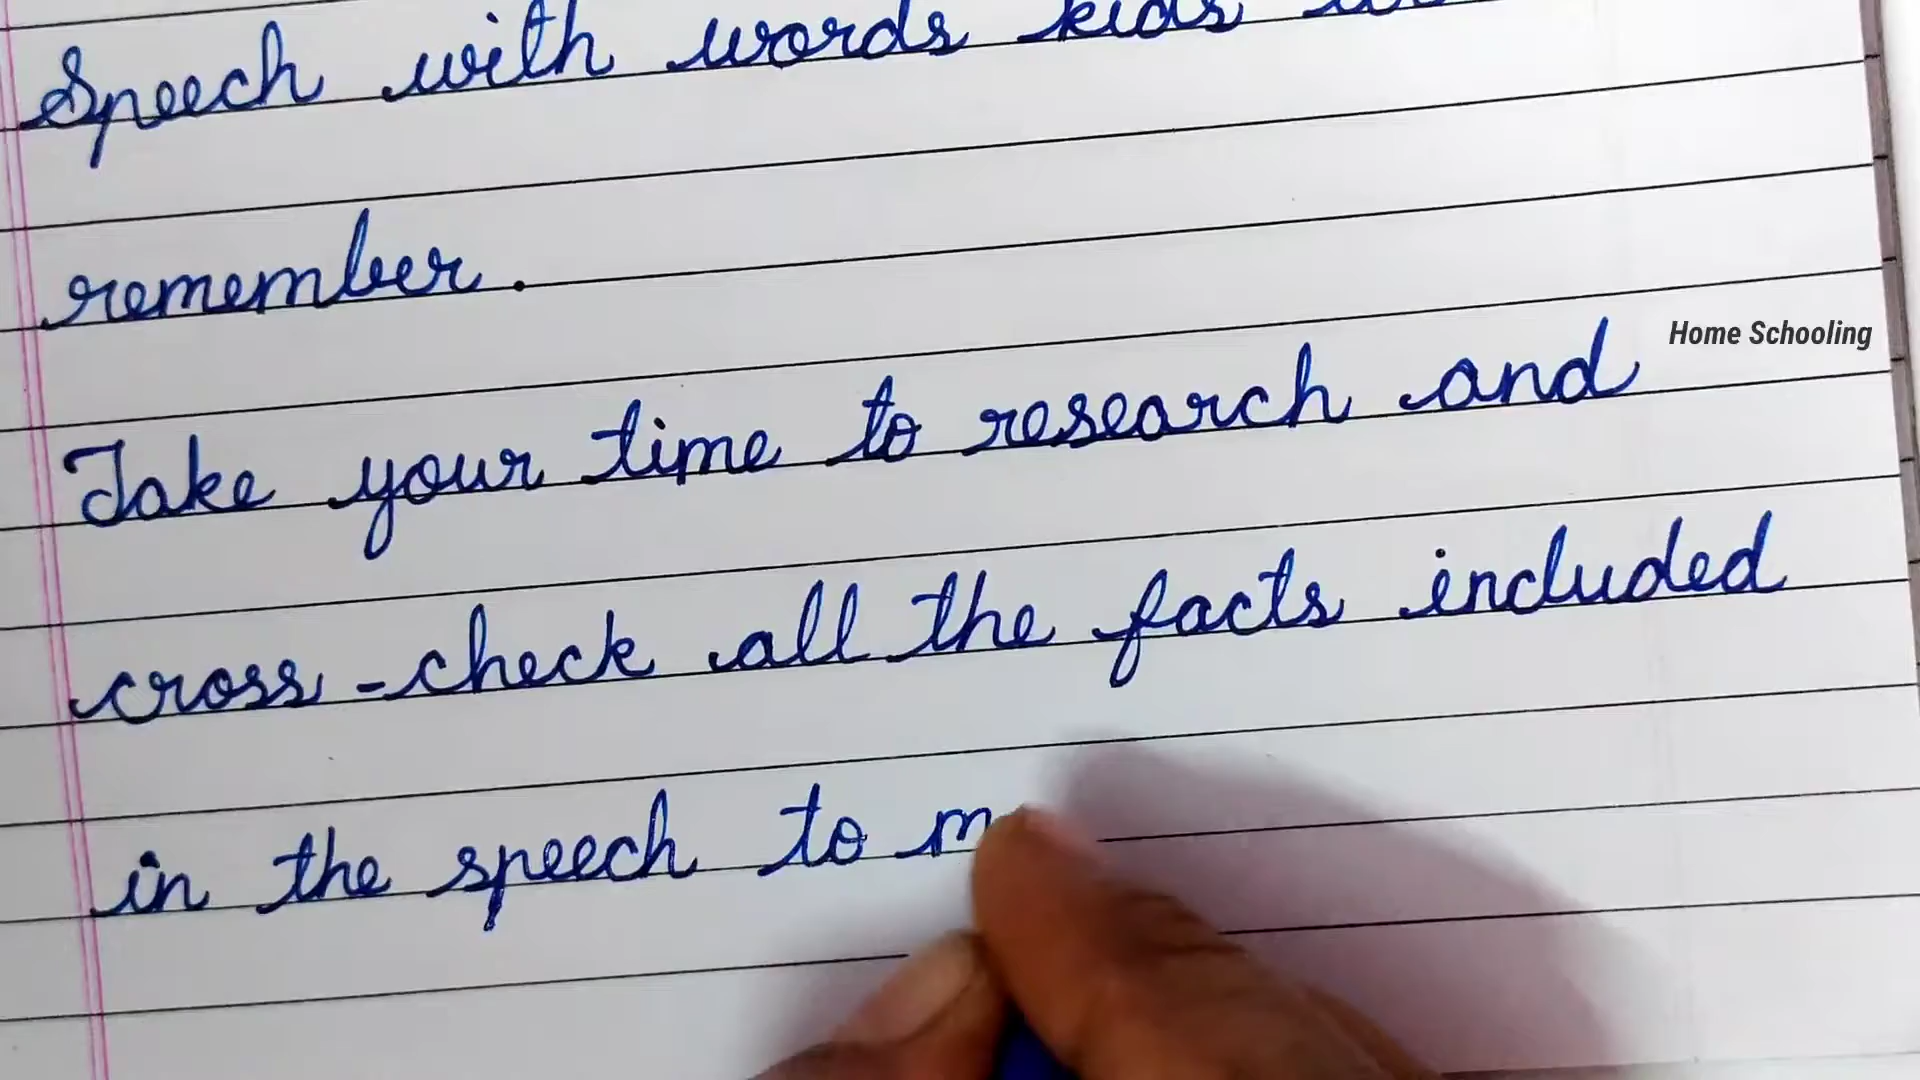 Speech with words kids
remember.
Home Schooling
Take your time to research and
cross-check all the facts included
in the speech to m